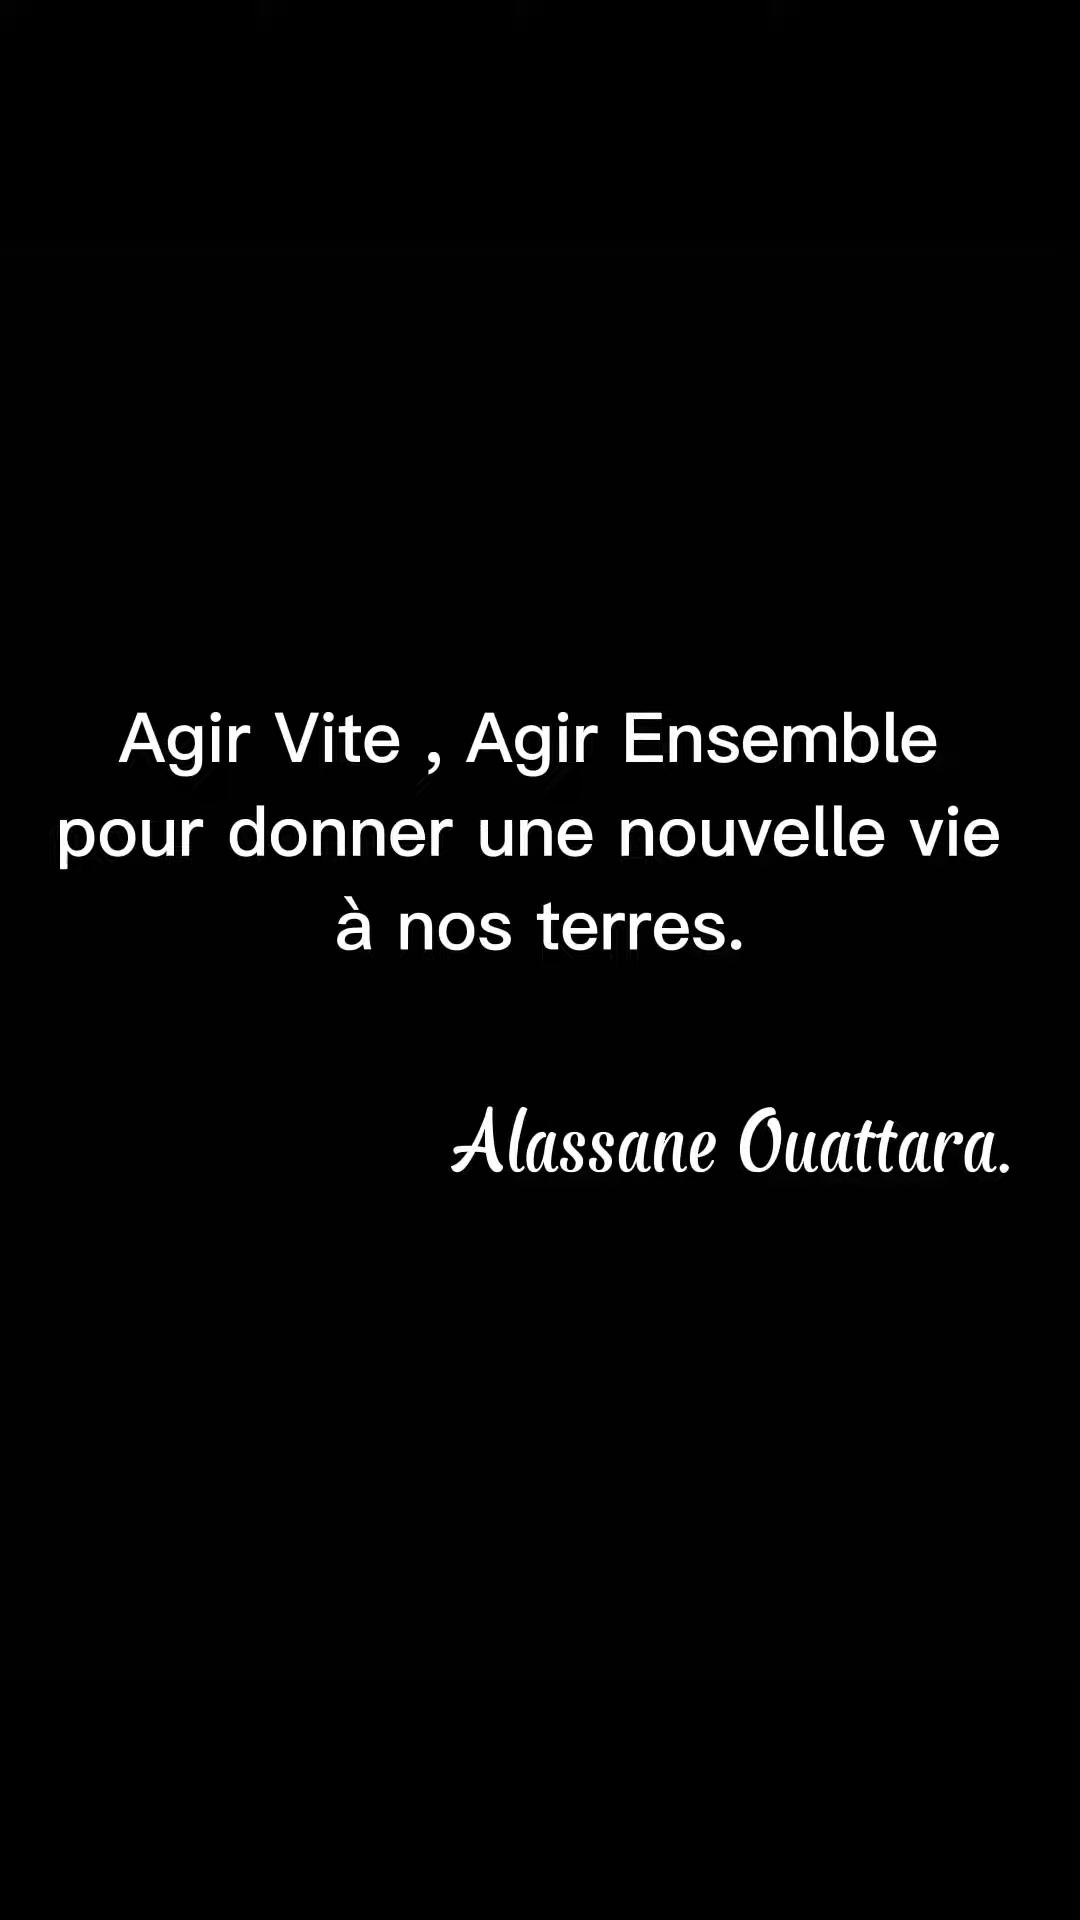 Agir Vite , Agir Ensemble
pour donner une nouvelle vie
à nos terres.
Alassane Ouattara.